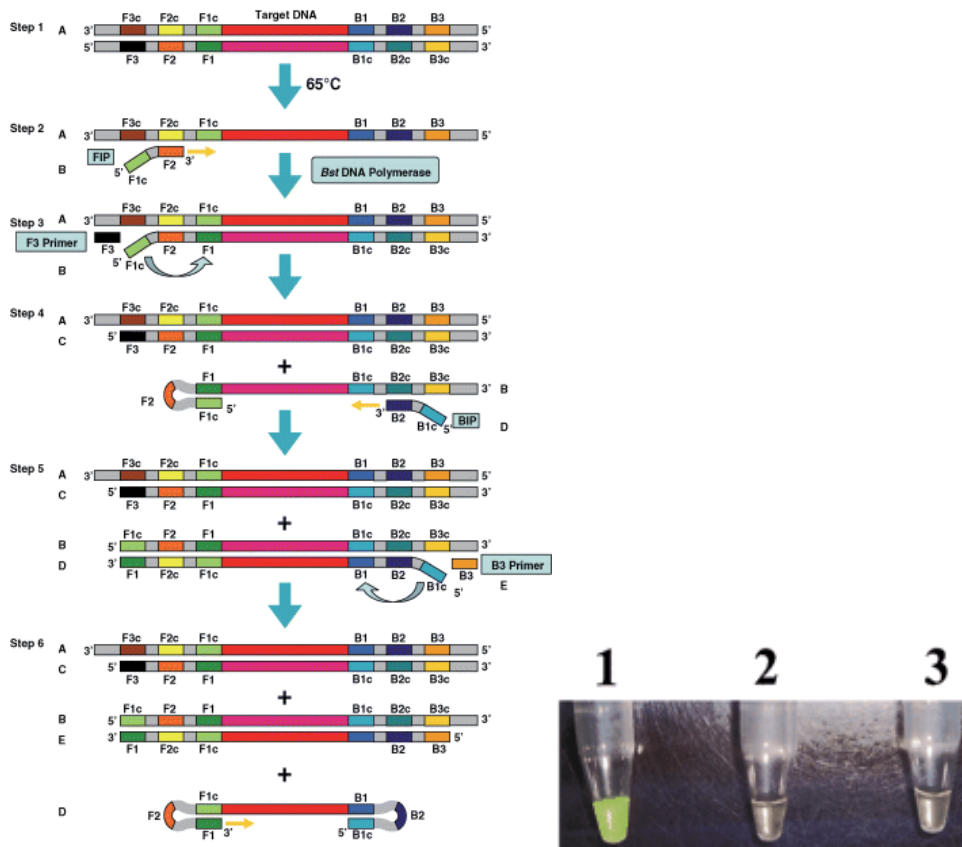 Target DNA
F3c F2c F1c B1 B2 B3
Step 1 A 3' 5'
5' 3'
F3 F2 F1 B1c B2c B3c
65°C
F3c F2c F1c B1 B2 B3
Step 2 A 3' 5'
FIP F2 3'
B 5' F1c
Bst DNA Polymerase
F3c F2c F1c B1 B2 B3
Step 3 A 3' 5'
F3 Primer 3'
F3 F2 F1 B1c B2c B3c
5' F1c
B
F3c F2c F1c B1 B2 B3
Step 4 A 3' 5'
C 5' 3'
F3 F2 F1 B1c B2c B3c
+
F1 B1c B2c B3c
3' B
F2 5' 3'
F1c B2 B1c 5' BIP D
F3c F2c F1c B1 B2 B3
Step 5 A 3' 5'
C 5' 3'
F3 F2 F1 B1c B2c B3c
+
F1c F2 F1 B1c B2c B3c
B 5' 3'
D 3' B3 Primer
F1 F2c F1c B1 B2 B1c B3
5' E
F3c F2c F1c B1 B2 B3
Step 6 A 3' 5'
C 5' 3'
F3 F2 F1 B1c B2c B3c
+
F1c F2 F1 B1c B2c B3c
B 5' 3'
E 3' 5'
F1 F2c F1c B2 B3
+
F1c B1
D F2 B2
F1 3' 5' B1c
1 2 3